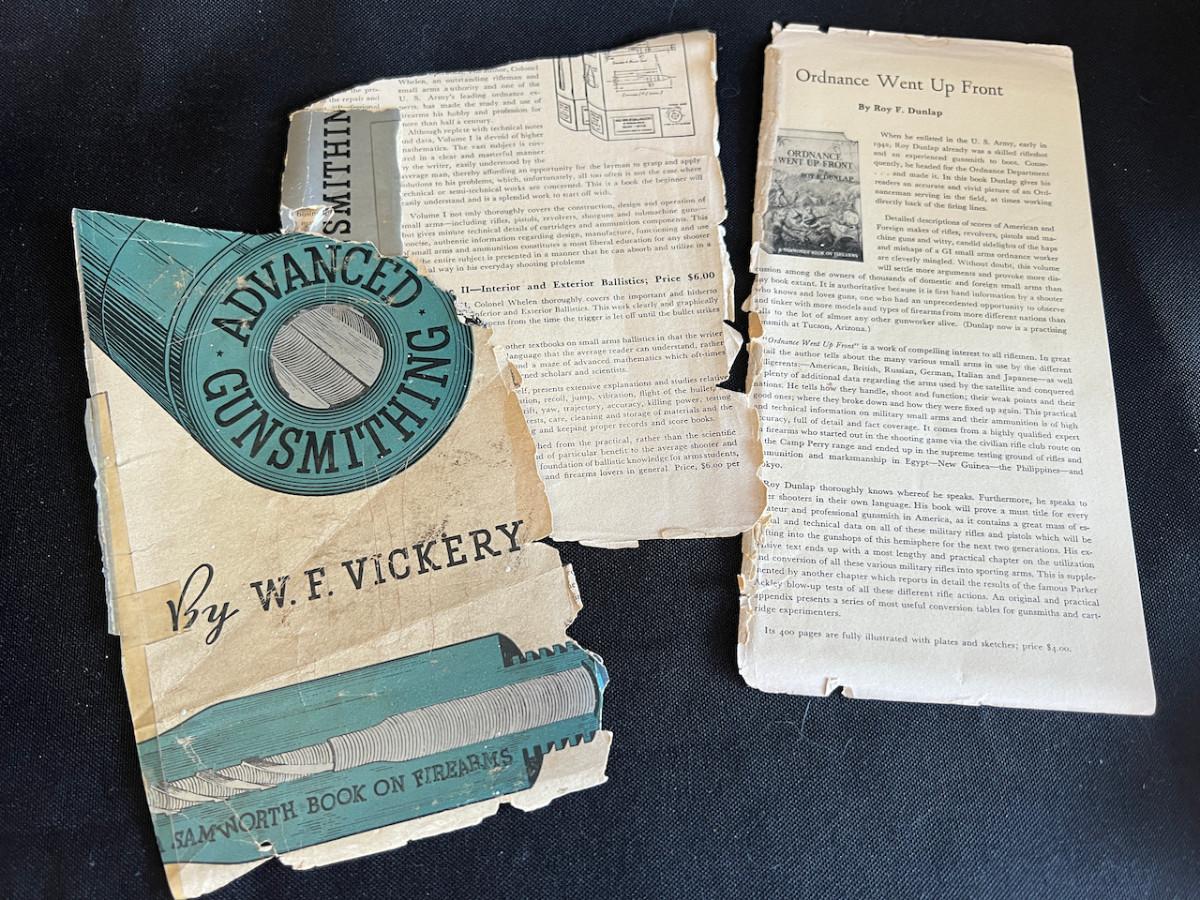 ADVANCED
GUNSMITHING
By W. F. VICKERY
SAMWORTH BOOK ON FIREARMS
SMITHIN
the repair and
Whelen, an outstanding rifleman and
small arms authority and one of the
U. S. Army's leading ordnance ex-
perts, has made the study and use of
firearms his hobby and profession for
more than half a century.
Although replete with technical notes
and data, Volume I is devoid of higher
mathematics. The vast subject is cov-
ered in a clear and masterful manner
by the writer, easily understood by the
average man, thereby affording an opportunity for the layman to grasp and apply
solutions to his problems, which, unfortunately, all too often is not the case where
technical or semi-technical works are concerned. This is a book the beginner will
easily understand and is a splendid work to start off with.
Volume I not only thoroughly covers the construction, design and operation of
small arms—including rifles, pistols, revolvers, shotguns and submachine guns—
but gives minute technical details of cartridges and ammunition components. This
concise, authentic information regarding design, manufacture, functioning and use
of small arms and ammunition constitutes a most liberal education for any shooter
the entire subject is presented in a manner that he can absorb and utilize in a
al way in his everyday shooting problems
II—Interior and Exterior Ballistics; Price $6.00
Colonel Whelen thoroughly covers the important and hitherto
Interior and Exterior Ballistics. This work clearly and graphically
opens from the time the trigger is let off until the bullet strikes
other textbooks on small arms ballistics in that the writer
language that the average reader can understand, rather
and a maze of advanced mathematics which oft-times
ned scholars and scientists.
elf, presents extensive explanations and studies relative
ation, recoil, jump, vibration, flight of the bullet,
drift, yaw, trajectory, accuracy, killing power, testing
ests, care, cleaning and storage of materials and the
g and keeping proper records and score books.
hed from the practical, rather than the scientific
d of particular benefit to the average shooter and
foundation of ballistic knowledge for arms students,
and firearms lovers in general. Price, $6.00 per
Ordnance Went Up Front
By Roy F. Dunlap
ORDNANCE
WENT UP FRONT
ROY F. DUNLAP
A SAMWORTH BOOK ON FIREARMS
When he enlisted in the U. S. Army, early in
1942, Roy Dunlap already was a skilled rifleshot
and an experienced gunsmith to boot. Conse-
quently, he headed for the Ordnance Department
. . . and made it. In this book Dunlap gives his
readers an accurate and vivid picture of an Ord-
nanceman serving in the field, at times working
directly back of the firing lines.
Detailed descriptions of scores of American and
Foreign makes of rifles, revolvers, pistols and ma-
chine guns and witty, candid sidelights of the haps
and mishaps of a GI small arms ordnance worker
are cleverly mingled. Without doubt, this volume
will settle more arguments and provoke more dis-
cussion among the owners of thousands of domestic and foreign small arms than
any book extant. It is authoritative because it is first hand information by a shooter
who knows and loves guns, one who had an unprecedented opportunity to observe
and tinker with more models and types of firearms from more different nations than
falls to the lot of almost any other gunworker alive. (Dunlap now is a practising
nsmith at Tucson, Arizona.)
"Ordnance Went Up Front" is a work of compelling interest to all riflemen. In great
tail the author tells about the many various small arms in use by the different
lligerents:—American, British, Russian, German, Italian and Japanese—as well
plenty of additional data regarding the arms used by the satellite and conquered
nations. He tells how they handle, shoot and function; their weak points and their
good ones; where they broke down and how they were fixed up again. This practical
and technical information on military small arms and their ammunition is of high
curacy, full of detail and fact coverage. It comes from a highly qualified expert
firearms who started out in the shooting game via the civilian rifle club route on
the Camp Perry range and ended up in the supreme testing ground of rifles and
munition and marksmanship in Egypt—New Guinea—the Philippines—and
okyo.
Roy Dunlap thoroughly knows whereof he speaks. Furthermore, he speaks to
er shooters in their own language. His book will prove a must title for every
ateur and professional gunsmith in America, as it contains a great mass of es-
ial and technical data on all of these military rifles and pistols which will be
fting into the gunshops of this hemisphere for the next two generations. His ex-
ntive text ends up with a most lengthy and practical chapter on the utilization
nd conversion of all these various military rifles into sporting arms. This is supple-
mented by another chapter which reports in detail the results of the famous Parker
Ackley blow-up tests of all these different rifle actions. An original and practical
appendix presents a series of most useful conversion tables for gunsmiths and cart-
ridge experimenters.
Its 400 pages are fully illustrated with plates and sketches; price $4.00.